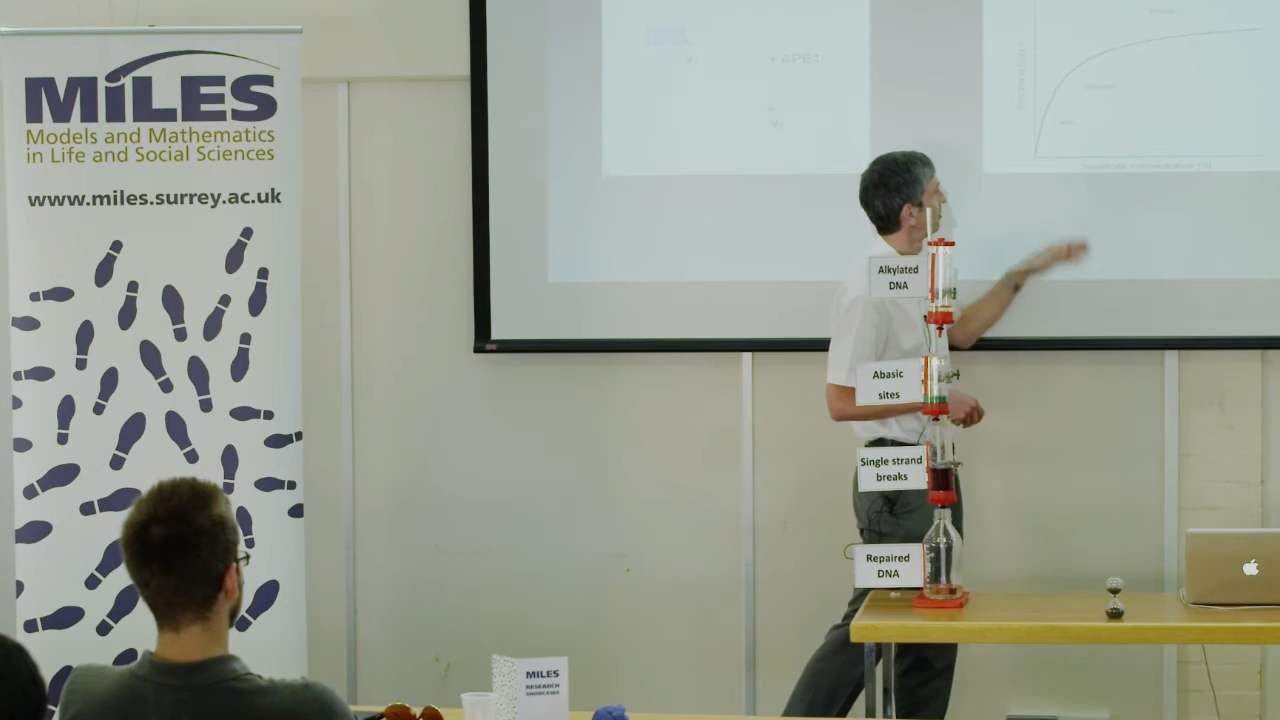 MiLES
Models and Mathematics
in Life and Social Sciences
www.miles.surrey.ac.uk
+ APE1
Alkylated
DNA
Abasic
sites
Single strand
breaks
Repaired
DNA
MILES
RESEARCH
SHOWCASES